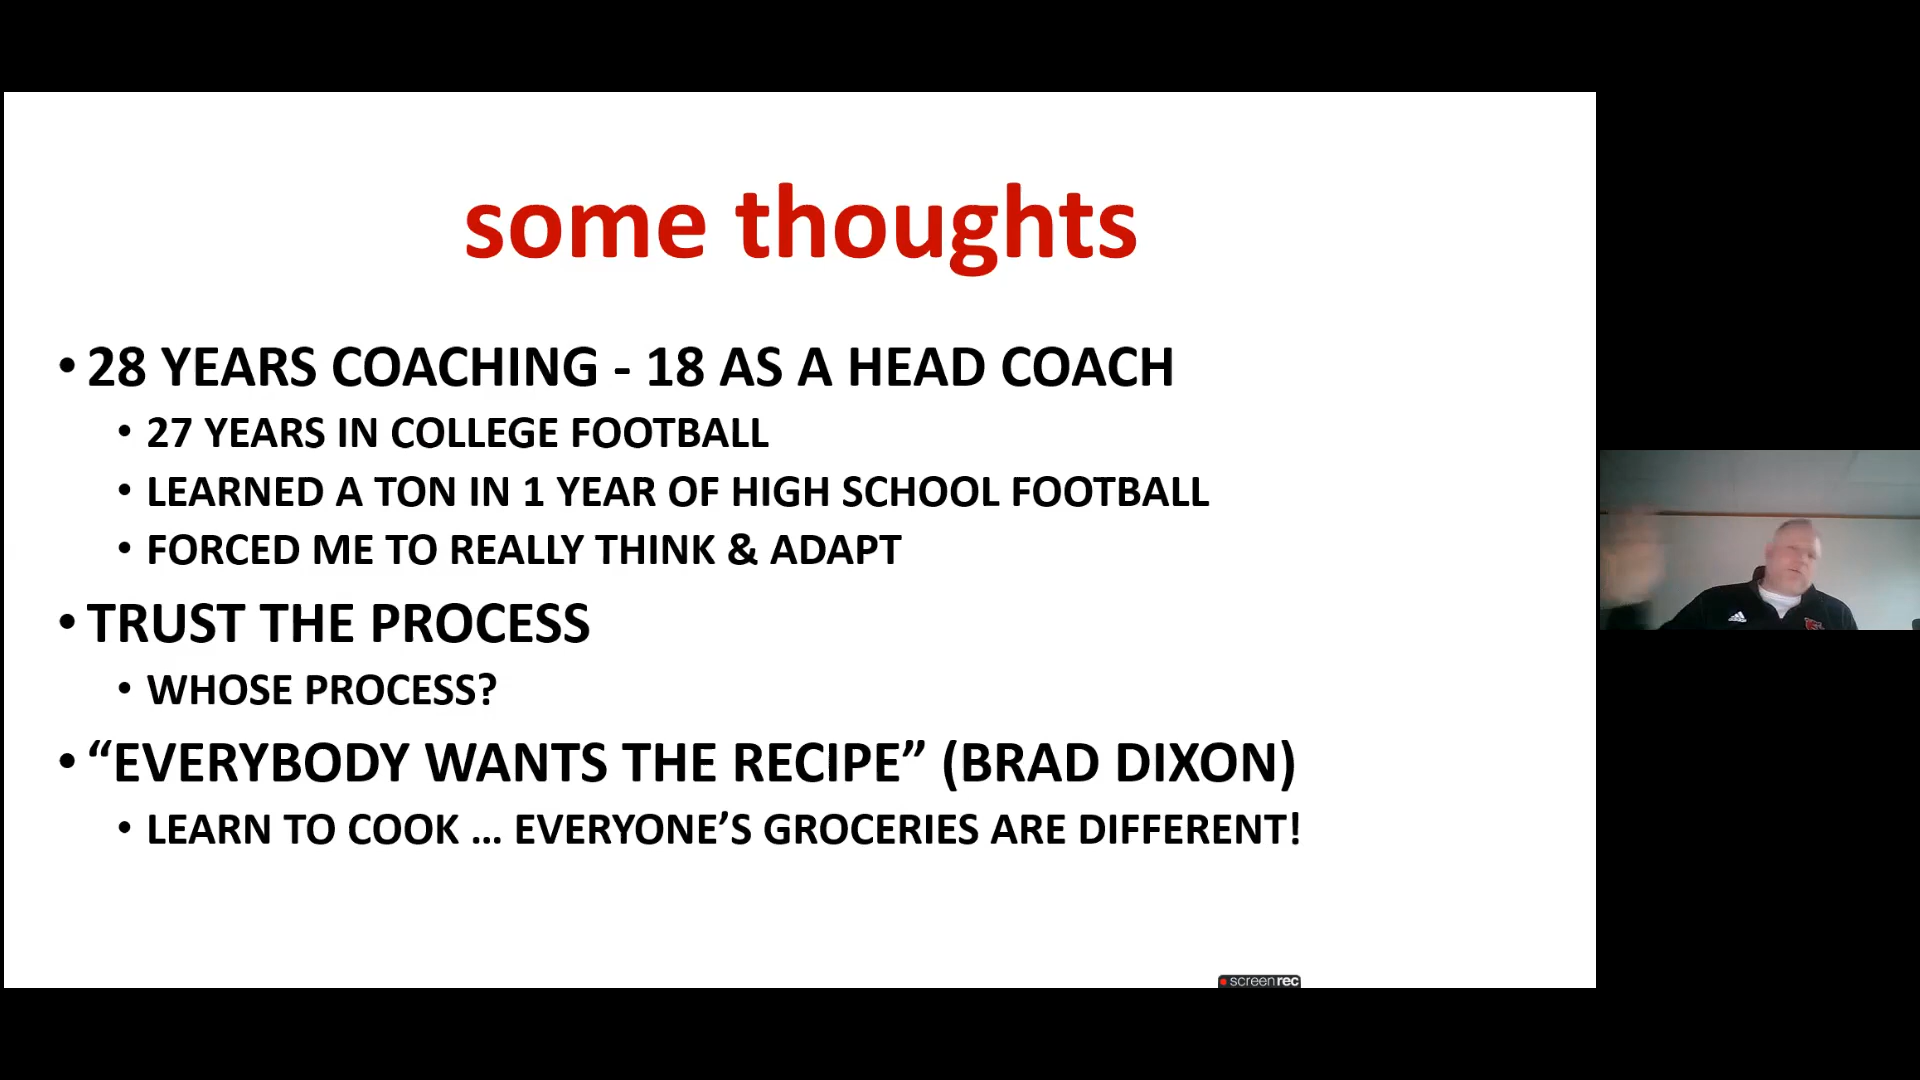 some thoughts
• 28 YEARS COACHING - 18 AS A HEAD COACH
• 27 YEARS IN COLLEGE FOOTBALL
• LEARNED A TON IN 1 YEAR OF HIGH SCHOOL FOOTBALL
• FORCED ME TO REALLY THINK & ADAPT
• TRUST THE PROCESS
• WHOSE PROCESS?
• “EVERYBODY WANTS THE RECIPE” (BRAD DIXON)
• LEARN TO COOK ... EVERYONE’S GROCERIES ARE DIFFERENT!
screenrec